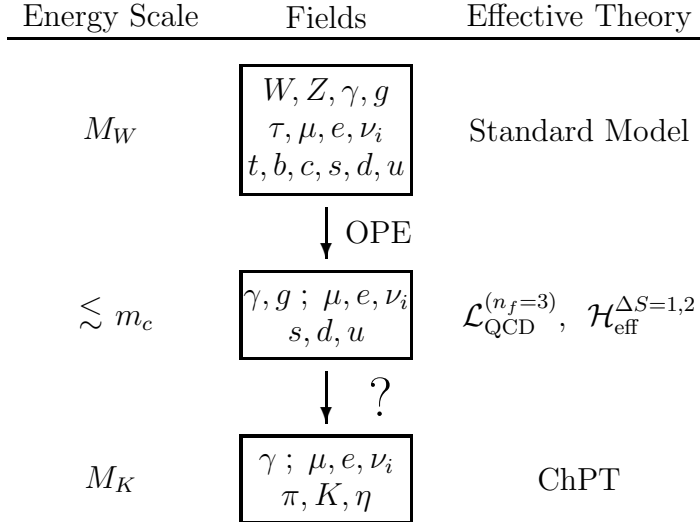 Energy Scale Fields Effective Theory
W, Z, γ, g
M_W τ, μ, e, ν_i Standard Model
t, b, c, s, d, u
OPE
≲ m_c γ, g ; μ, e, ν_i L_QCD^(n_f=3), H_eff^ΔS=1,2
s, d, u
?
γ ; μ, e, ν_i
M_K π, K, η ChPT